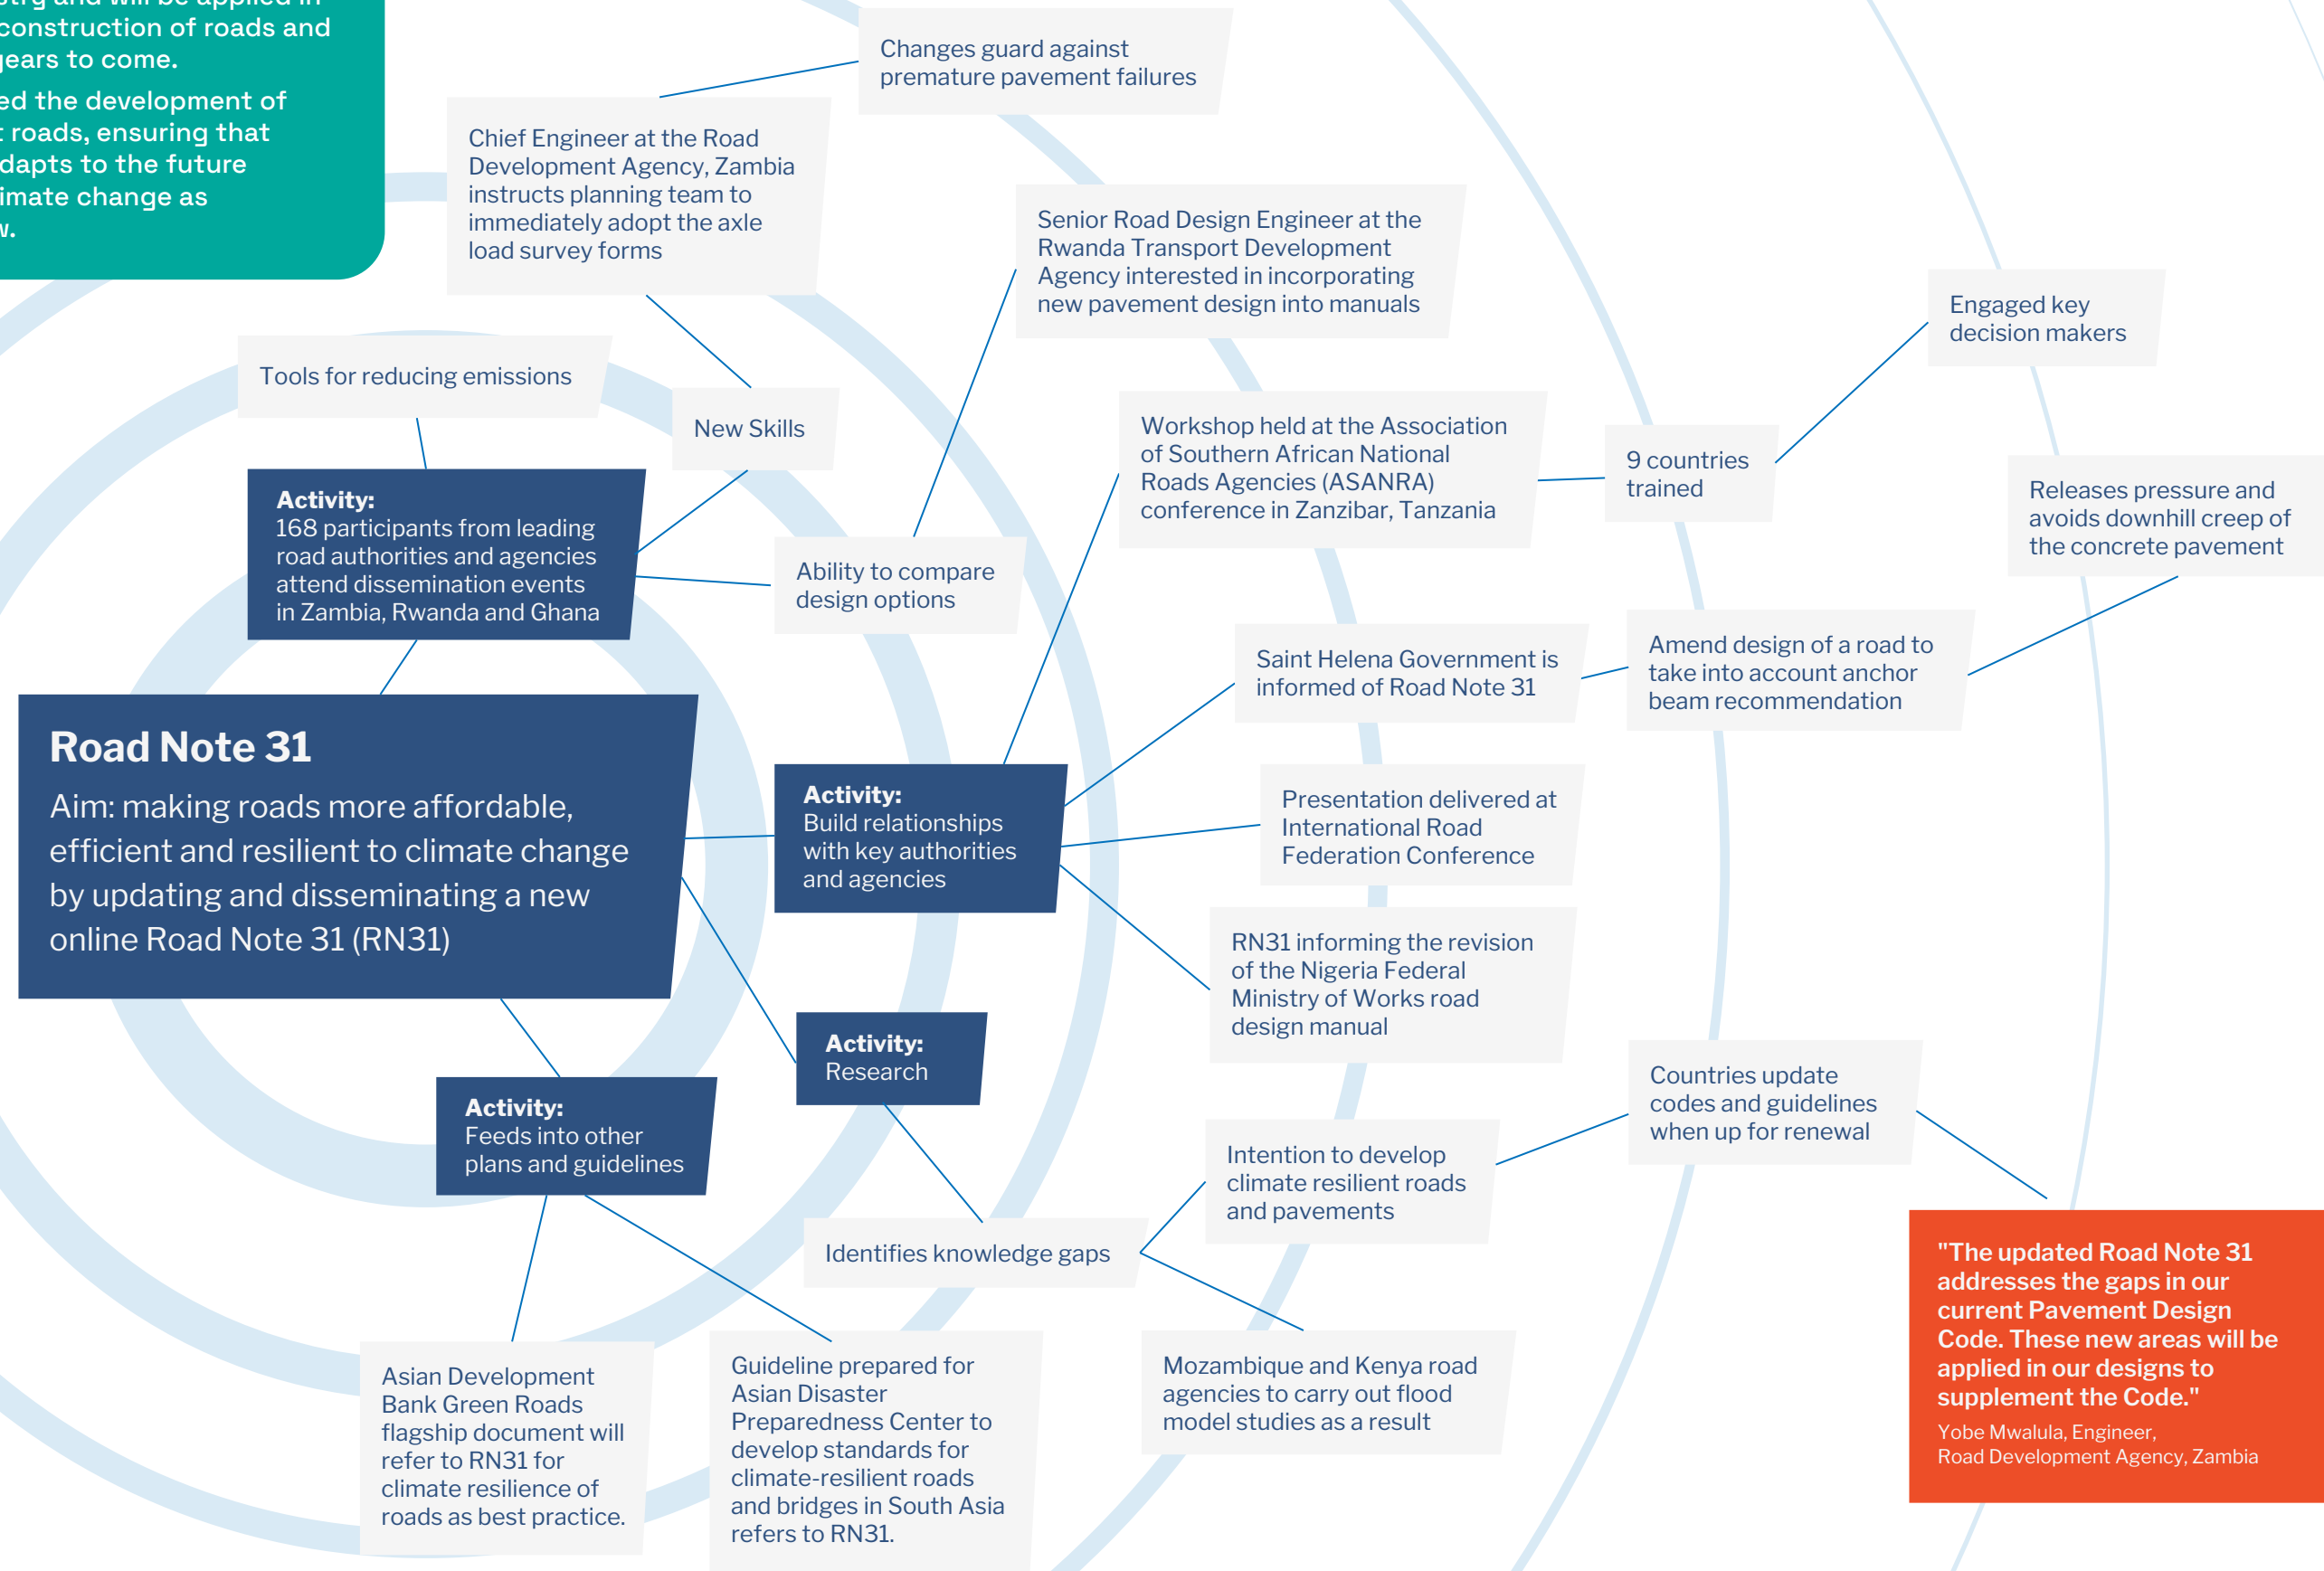 construction of roads and
years to come.
the development of
roads, ensuring that
to the future
change as
Changes guard against
premature pavement failures
Chief Engineer at the Road
Development Agency, Zambia
instructs planning team to
immediately adopt the axle
load survey forms
Senior Road Design Engineer at the
Rwanda Transport Development
Agency interested in incorporating
new pavement design into manuals
Engaged key
decision makers
Tools for reducing emissions
New Skills
Workshop held at the Association
of Southern African National
Roads Agencies (ASANRA)
conference in Zanzibar, Tanzania
9 countries
trained
Releases pressure and
avoids downhill creep of
the concrete pavement
Activity:
168 participants from leading
road authorities and agencies
attend dissemination events
in Zambia, Rwanda and Ghana
Ability to compare
design options
Saint Helena Government is
informed of Road Note 31
Amend design of a road to
take into account anchor
beam recommendation
Road Note 31
Aim: making roads more affordable,
efficient and resilient to climate change
by updating and disseminating a new
online Road Note 31 (RN31)
Activity:
Build relationships
with key authorities
and agencies
Presentation delivered at
International Road
Federation Conference
RN31 informing the revision
of the Nigeria Federal
Ministry of Works road
design manual
Activity:
Research
Activity:
Feeds into other
plans and guidelines
Countries update
codes and guidelines
when up for renewal
Intention to develop
climate resilient roads
and pavements
Identifies knowledge gaps
"The updated Road Note 31
addresses the gaps in our
current Pavement Design
Code. These new areas will be
applied in our designs to
supplement the Code."
Yobe Mwalula, Engineer,
Road Development Agency, Zambia
Asian Development
Bank Green Roads
flagship document will
refer to RN31 for
climate resilience of
roads as best practice.
Guideline prepared for
Asian Disaster
Preparedness Center to
develop standards for
climate-resilient roads
and bridges in South Asia
refers to RN31.
Mozambique and Kenya road
agencies to carry out flood
model studies as a result